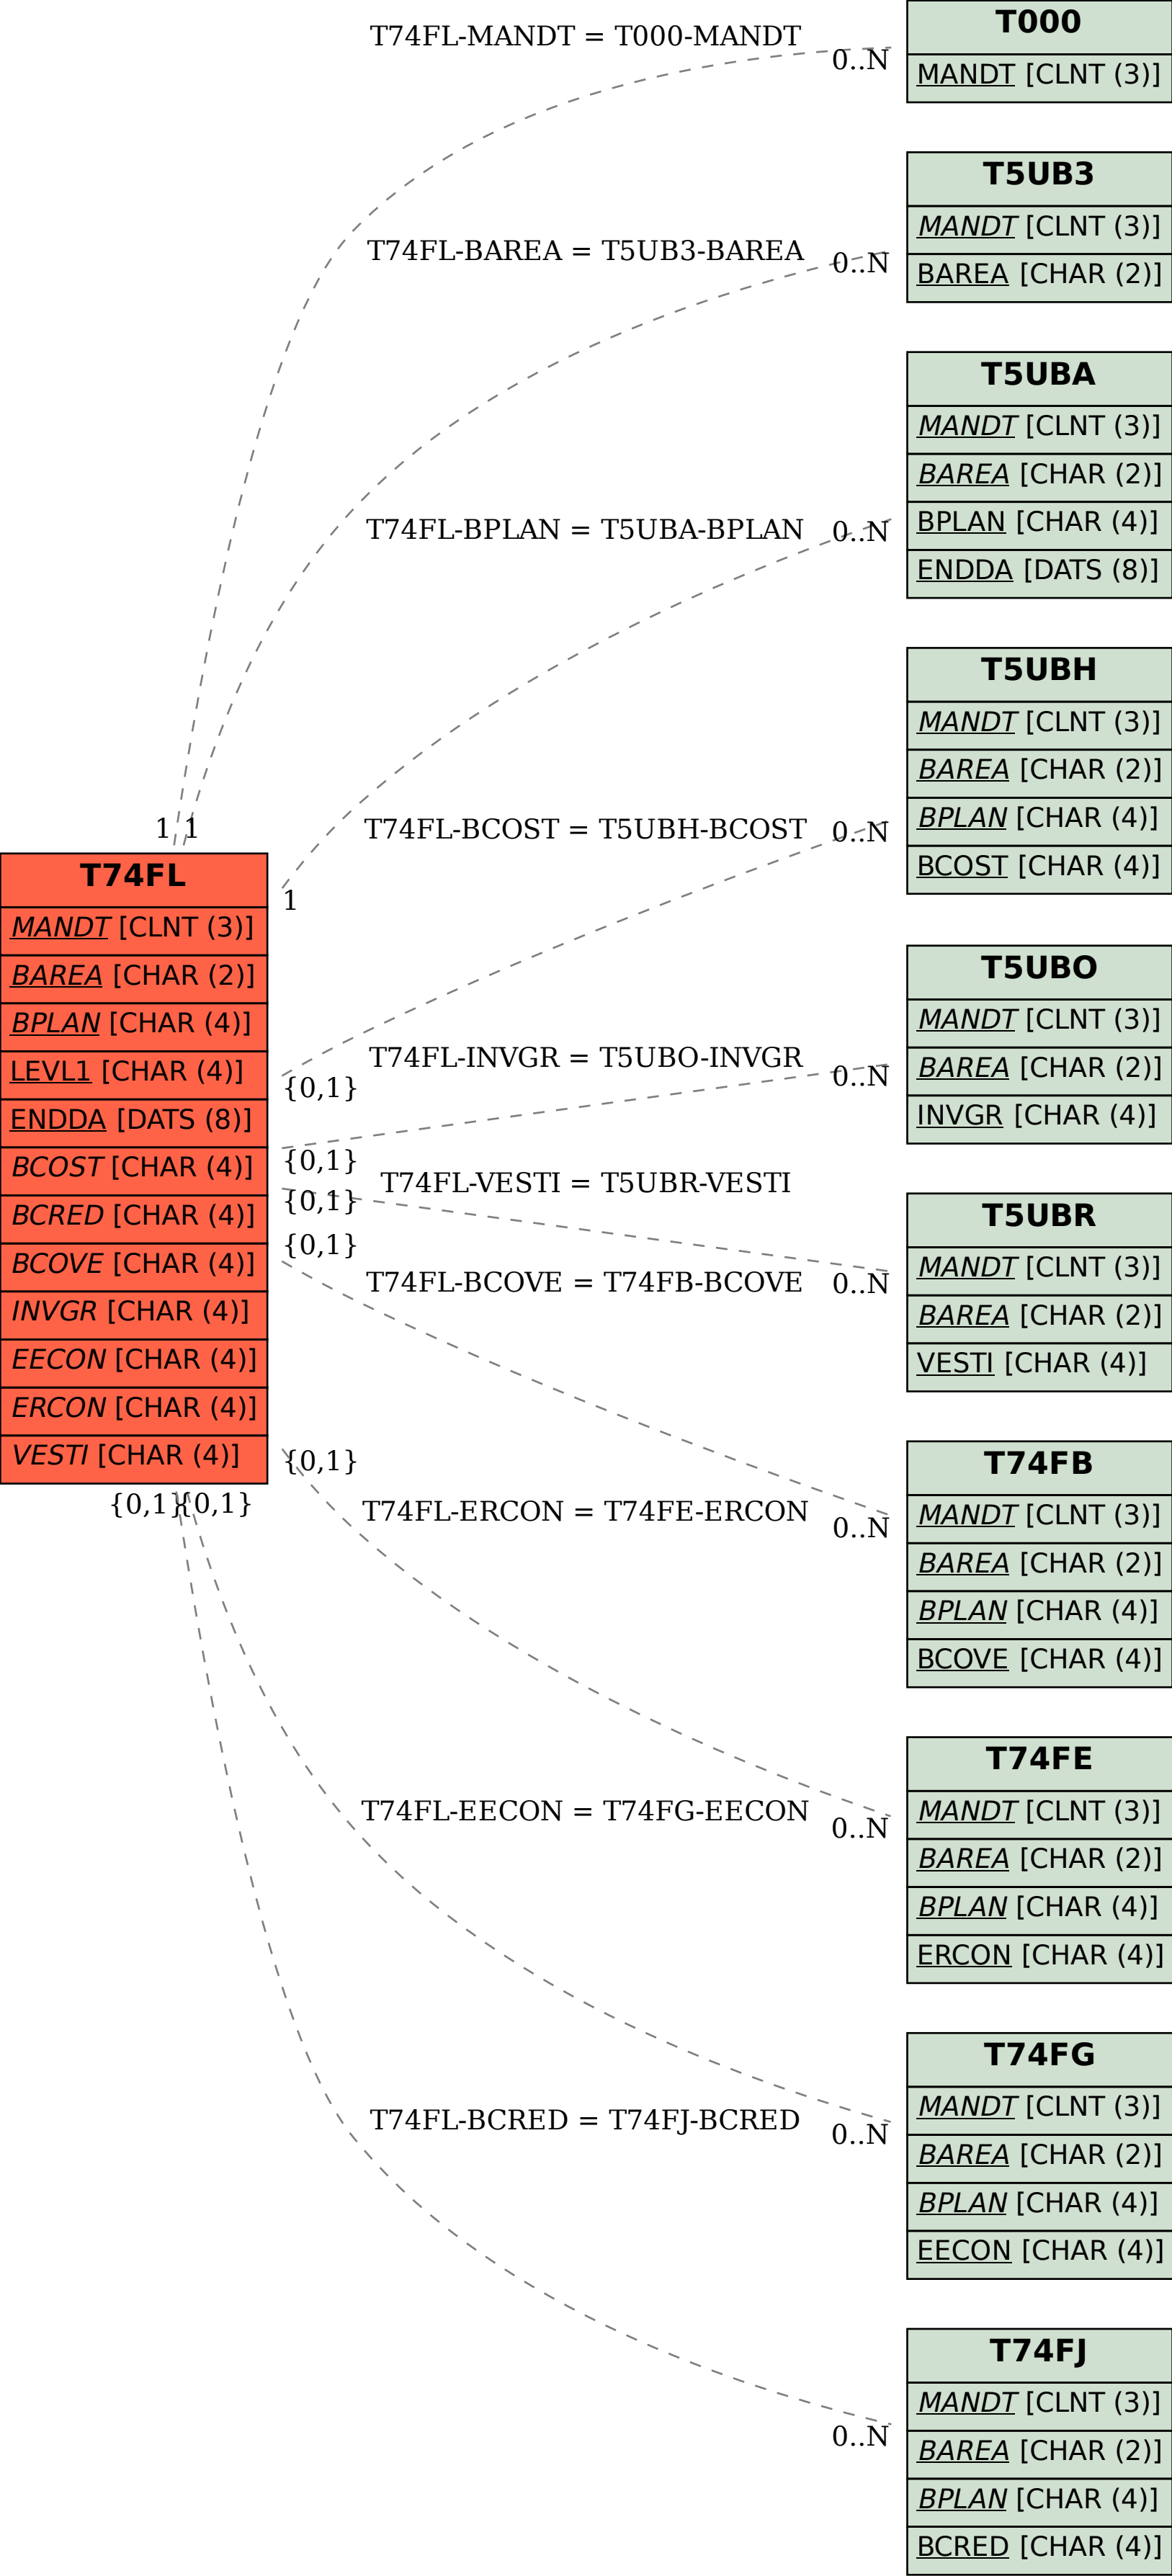 T74FL-MANDT = T000-MANDT
0..N
T000
MANDT [CLNT (3)]
T5UB3
MANDT [CLNT (3)]
BAREA [CHAR (2)]
T74FL-BAREA = T5UB3-BAREA
0..N
T5UBA
MANDT [CLNT (3)]
BAREA [CHAR (2)]
BPLAN [CHAR (4)]
ENDDA [DATS (8)]
T74FL-BPLAN = T5UBA-BPLAN
0..N
T5UBH
MANDT [CLNT (3)]
BAREA [CHAR (2)]
BPLAN [CHAR (4)]
BCOST [CHAR (4)]
T74FL-BCOST = T5UBH-BCOST
0..N
1
1
1
T74FL
MANDT [CLNT (3)]
BAREA [CHAR (2)]
BPLAN [CHAR (4)]
LEVL1 [CHAR (4)]
ENDDA [DATS (8)]
BCOST [CHAR (4)]
BCRED [CHAR (4)]
BCOVE [CHAR (4)]
INVGR [CHAR (4)]
EECON [CHAR (4)]
ERCON [CHAR (4)]
VESTI [CHAR (4)]
{0,1}
{0,1}
{0,1}
{0,1}
{0,1}
{0,1}
{0,1}
T5UBO
MANDT [CLNT (3)]
BAREA [CHAR (2)]
INVGR [CHAR (4)]
T74FL-INVGR = T5UBO-INVGR
0..N
T5UBR
MANDT [CLNT (3)]
BAREA [CHAR (2)]
VESTI [CHAR (4)]
T74FL-VESTI = T5UBR-VESTI
0..N
T74FL-BCOVE = T74FB-BCOVE
0..N
T74FB
MANDT [CLNT (3)]
BAREA [CHAR (2)]
BPLAN [CHAR (4)]
BCOVE [CHAR (4)]
T74FL-ERCON = T74FE-ERCON
0..N
T74FE
MANDT [CLNT (3)]
BAREA [CHAR (2)]
BPLAN [CHAR (4)]
ERCON [CHAR (4)]
T74FL-EECON = T74FG-EECON
0..N
T74FG
MANDT [CLNT (3)]
BAREA [CHAR (2)]
BPLAN [CHAR (4)]
EECON [CHAR (4)]
T74FL-BCRED = T74FJ-BCRED
0..N
T74FJ
MANDT [CLNT (3)]
BAREA [CHAR (2)]
BPLAN [CHAR (4)]
BCRED [CHAR (4)]